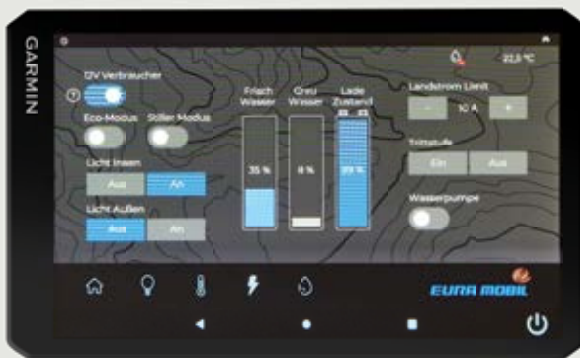 GARMIN
22,5 °C
12V Verbraucher
Eco-Modus
Stiller Modus
Licht Innen
Aus
An
Licht Außen
Aus
An
Frisch
Wasser
35 %
Grau
Wasser
8 %
Lade
Zustand
99 %
Landstrom Limit
-
10 A
+
Trittstufe
Ein
Aus
Wasserpumpe
EURA MOBIL